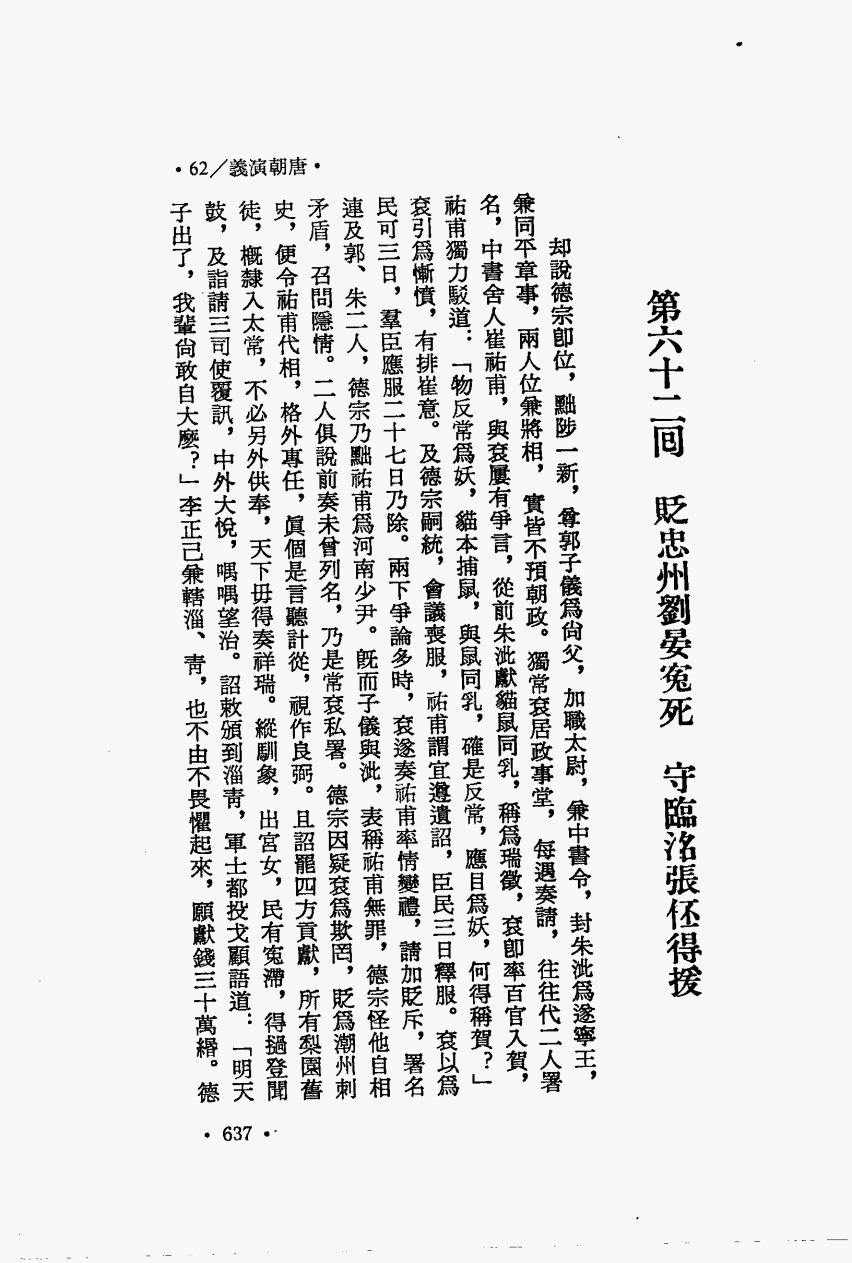 ·唐朝演義／62·
第六十二回　貶忠州劉晏冤死　守臨洺張伾得援
却說德宗卽位，黜陟一新，尊郭子儀爲尙父，加職太尉，兼中書令，封朱泚爲遂寧王，
兼同平章事，兩人位兼將相，實皆不預朝政。獨常袞居政事堂，每遇奏請，往往代二人署
名，中書舍人崔祐甫，與袞屢有爭言，從前朱泚獻貓鼠同乳，稱爲瑞徵，袞卽率百官入賀，
祐甫獨力駁道：「物反常爲妖，貓本捕鼠，與鼠同乳，確是反常，應目爲妖，何得稱賀？」
袞引爲慚憤，有排崔意。及德宗嗣統，會議喪服，祐甫謂宜遵遺詔，臣民三日釋服。袞以爲
民可三日，羣臣應服二十七日乃除。兩下爭論多時，袞遂奏祐甫率情變禮，請加貶斥，署名
連及郭、朱二人，德宗乃黜祐甫爲河南少尹。旣而子儀與泚，表稱祐甫無罪，德宗怪他自相
矛盾，召問隱情。二人俱說前奏未曾列名，乃是常袞私署。德宗因疑袞爲欺罔，貶爲潮州刺
史，便令祐甫代相，格外專任，眞個是言聽計從，視作良弼。且詔罷四方貢獻，所有梨園舊
徒，概隸入太常，不必另外供奉，天下毋得奏祥瑞。縱馴象，出宮女，民有冤滯，得撾登聞
鼓，及詣請三司使覆訊，中外大悅，喁喁望治。詔敕頒到淄青，軍士都投戈顧語道：「明天
子出了，我輩尙敢自大麽？」李正己兼轄淄、青，也不由不畏懼起來，願獻錢三十萬緡。德
·637·